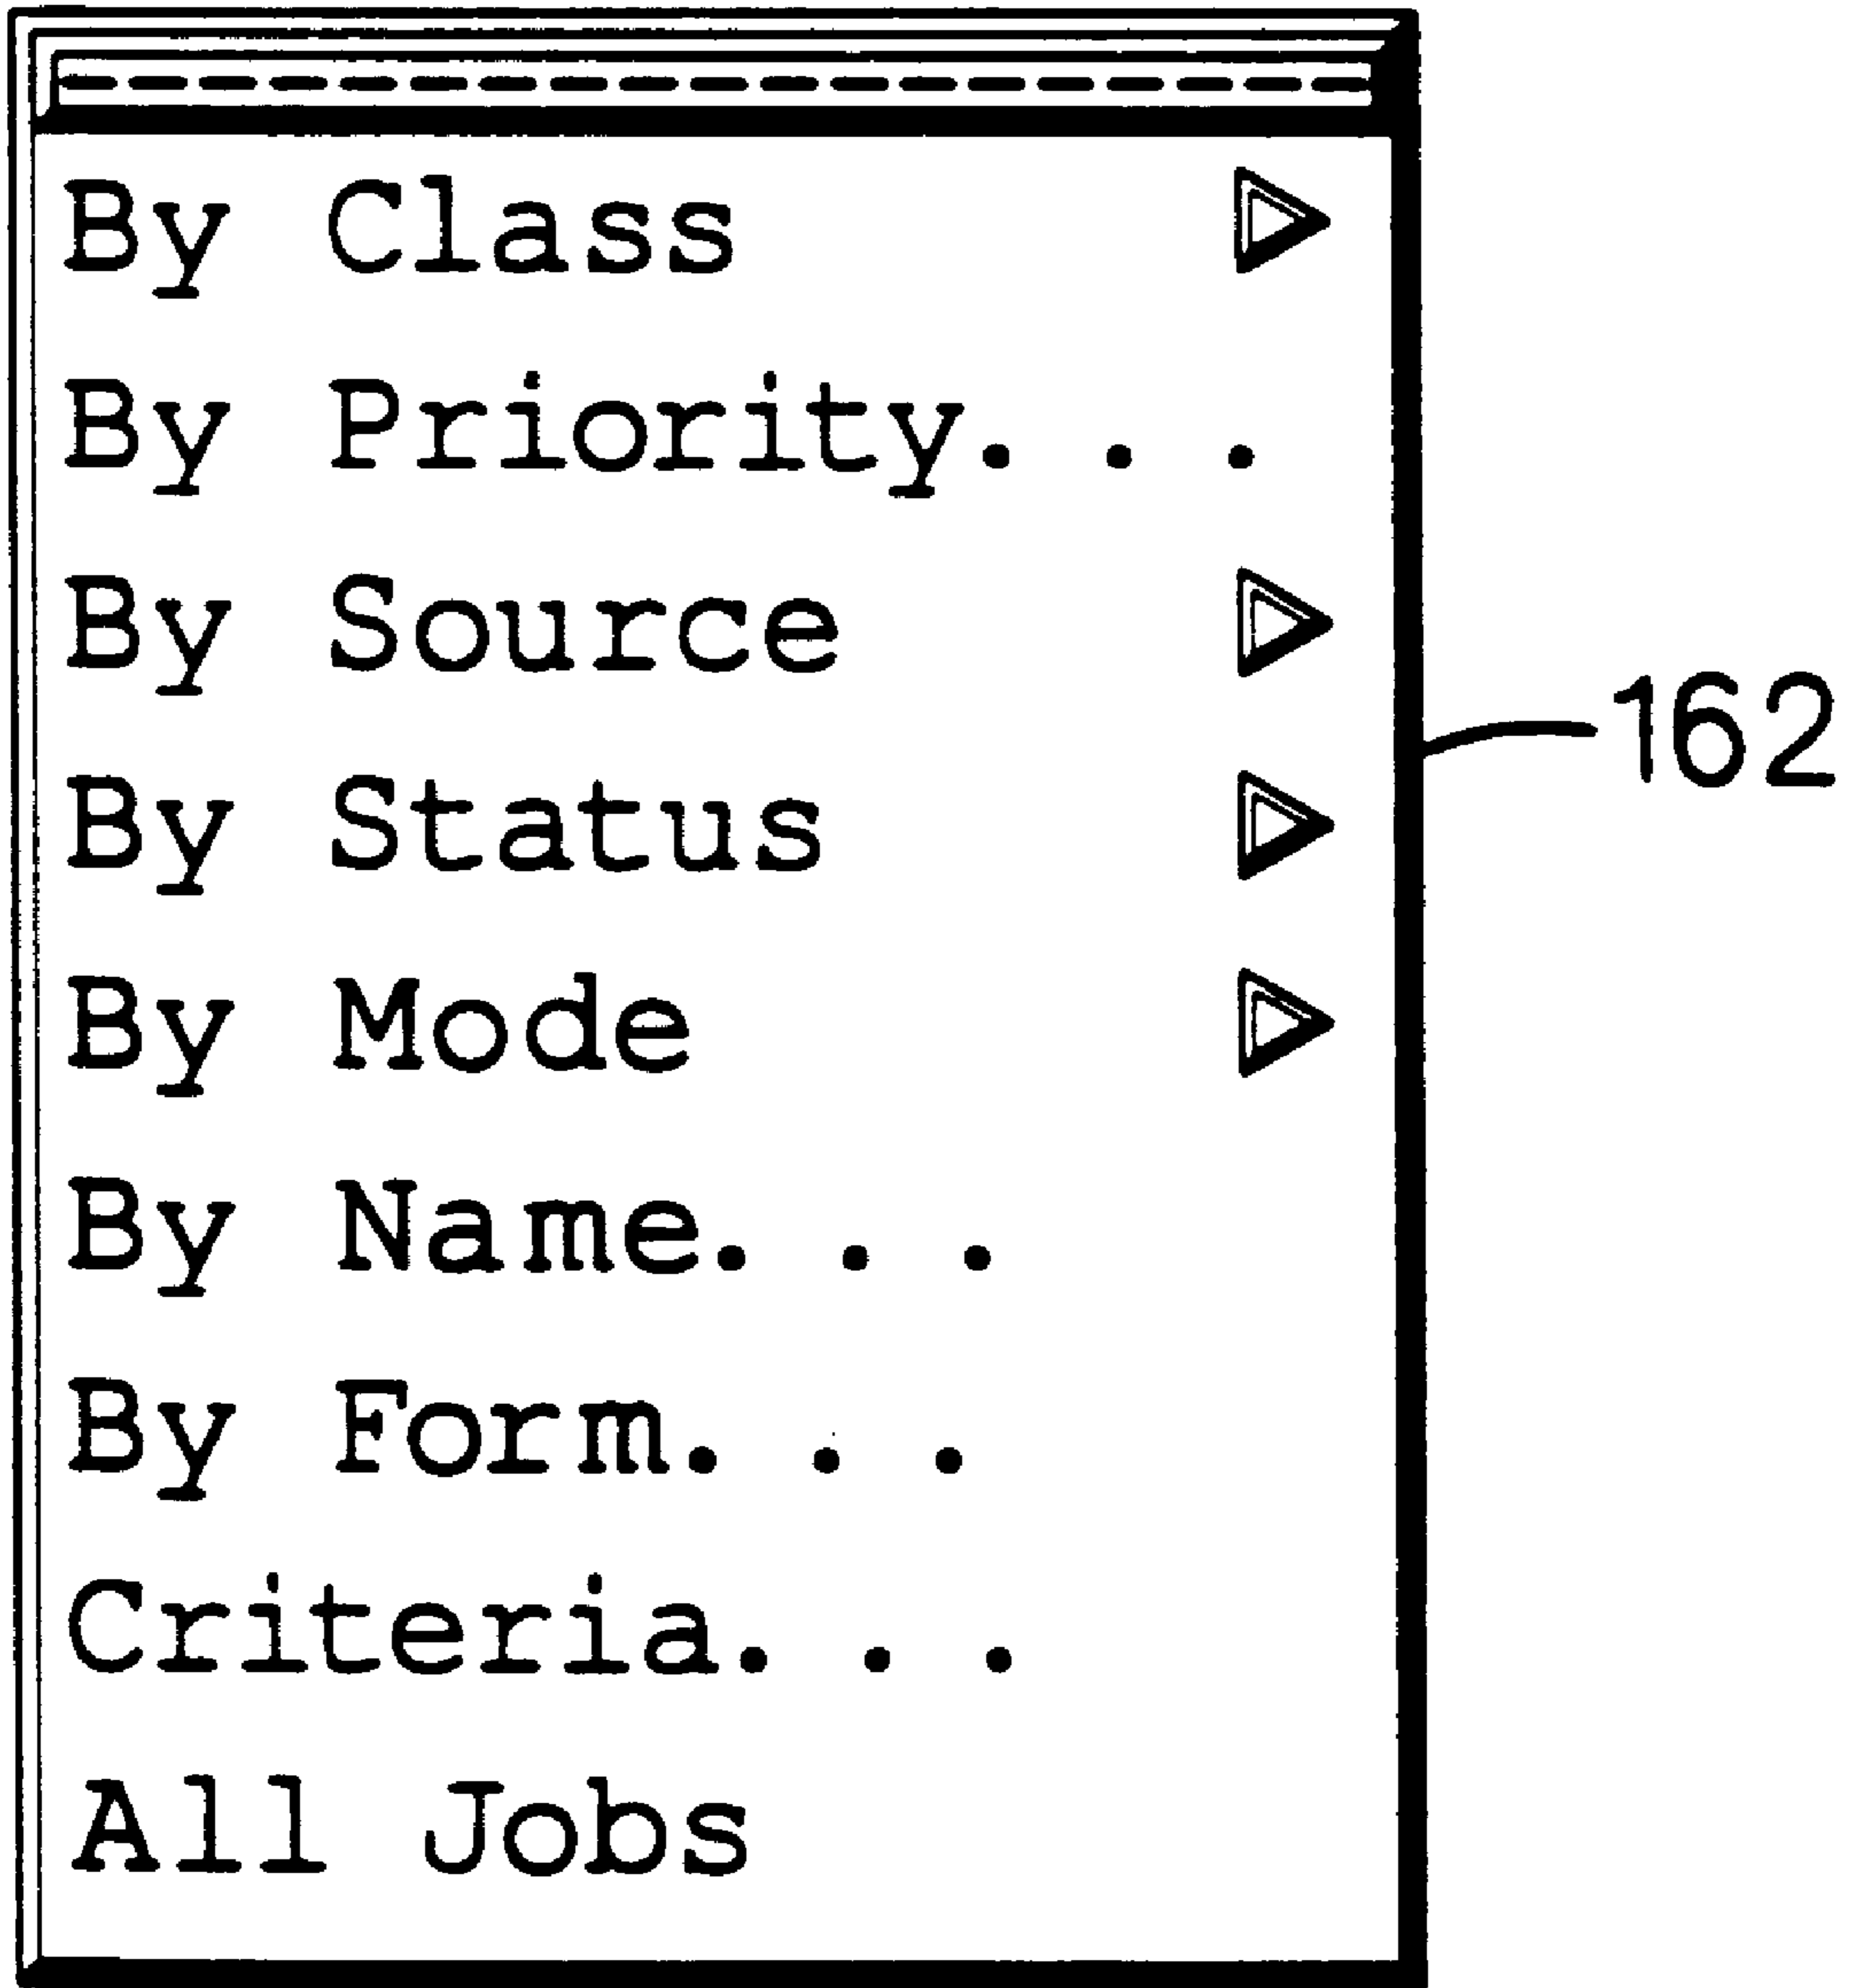 By Class
By Priority. . .
By Source
By Status
By Mode
By Name. . .
By Form. . .
Criteria. . .
All Jobs
162